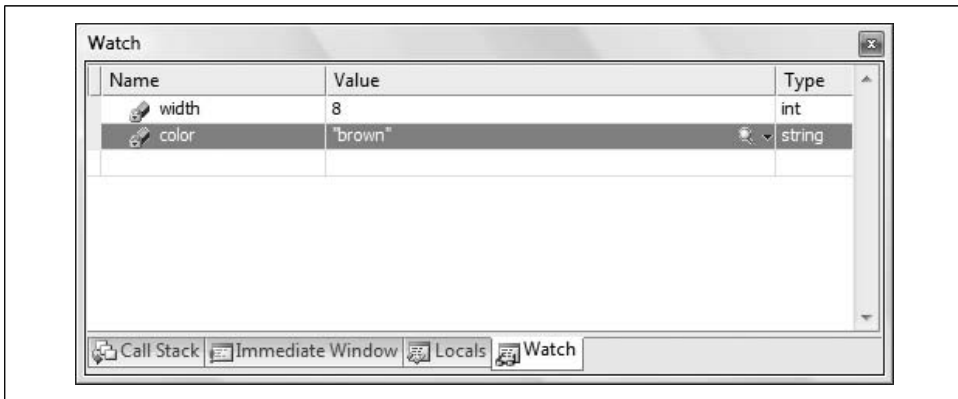 Watch
Name Value Type
width 8 int
color "brown" string
Call Stack Immediate Window Locals Watch